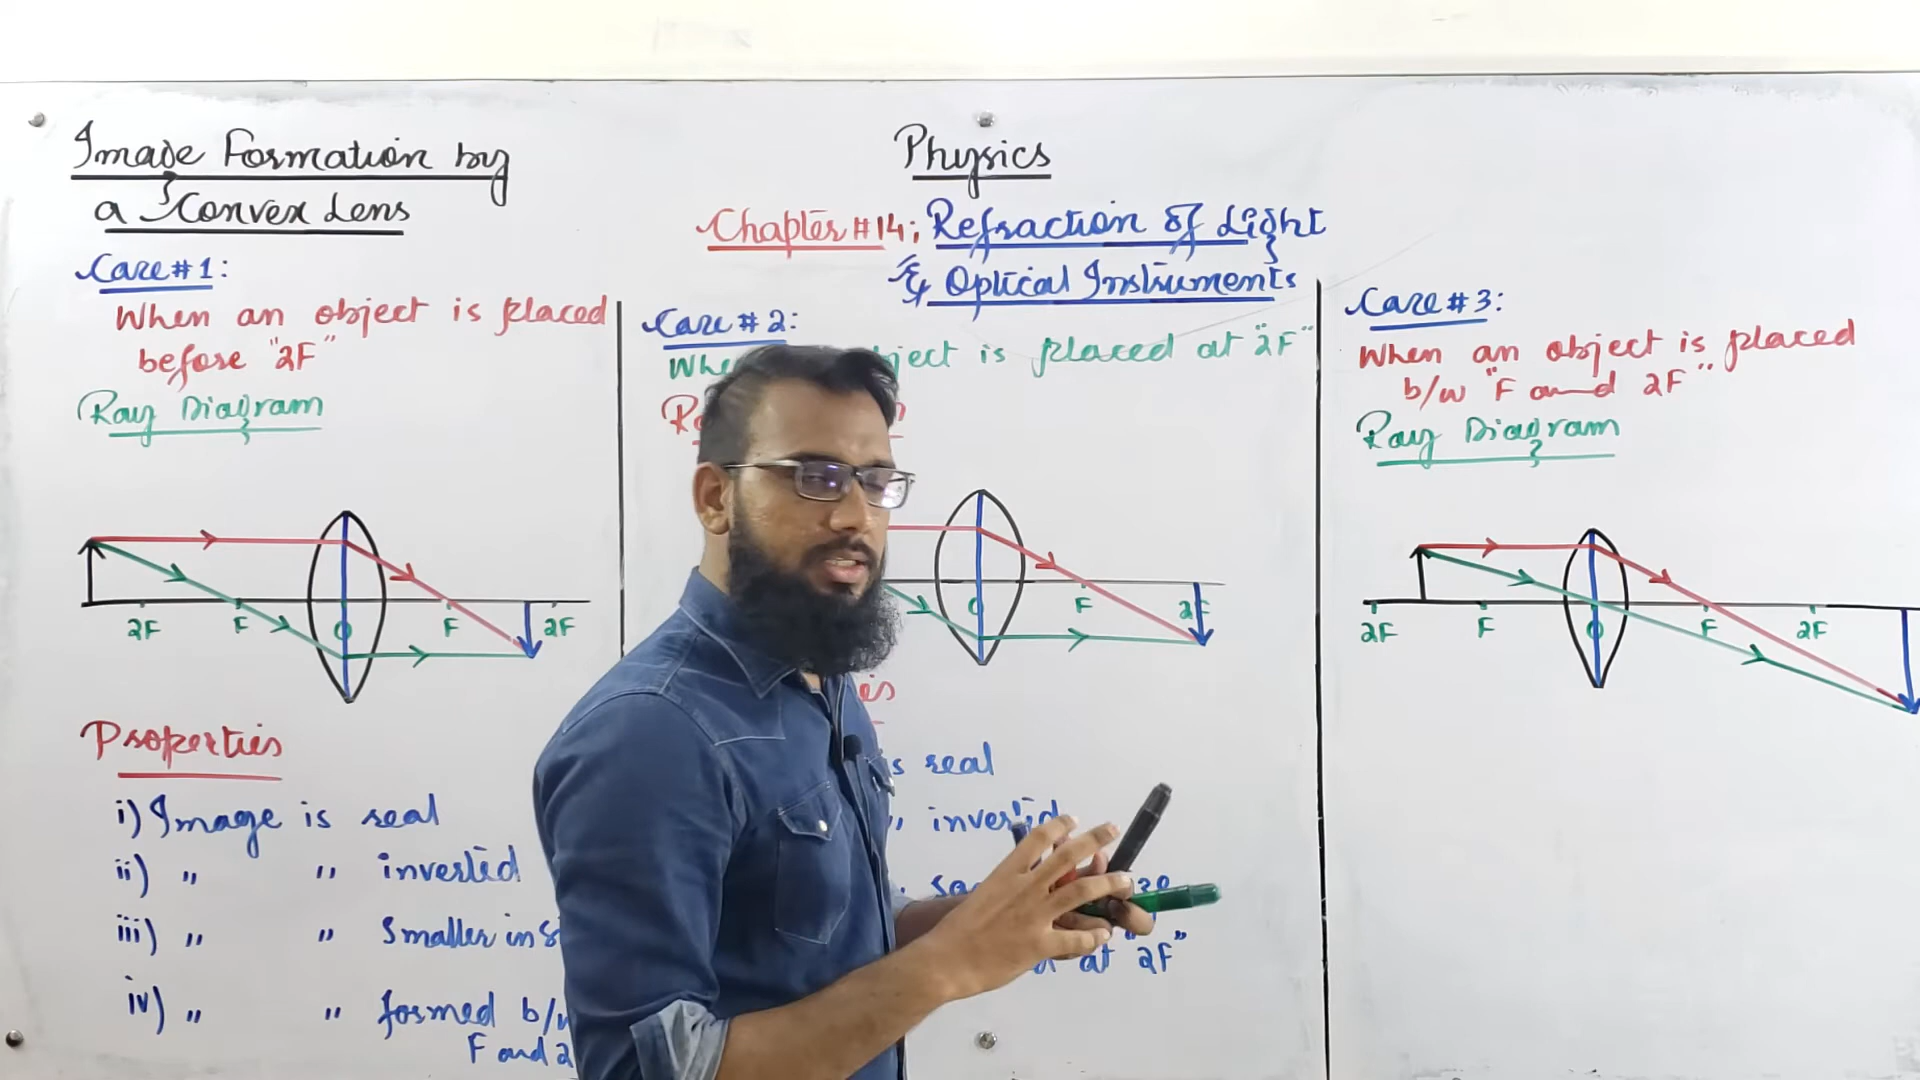 Image Formation by
a Convex Lens
Case #1:
When an object is placed
before "2F"
Ray Diagram
2F F O F 2F
Properties
i) Image is real
ii) " " inverted
iii) " " Smaller in
iv) " " formed b/w
F and 2
Physics
Chapter #14; Refraction of Light
& Optical Instruments
Case #2:
is placed at "2F"
F 2F
is real
" inverted
at "2F"
Case #3:
When an object is placed
b/w "F and 2F"
Ray Diagram
2F F O F 2F